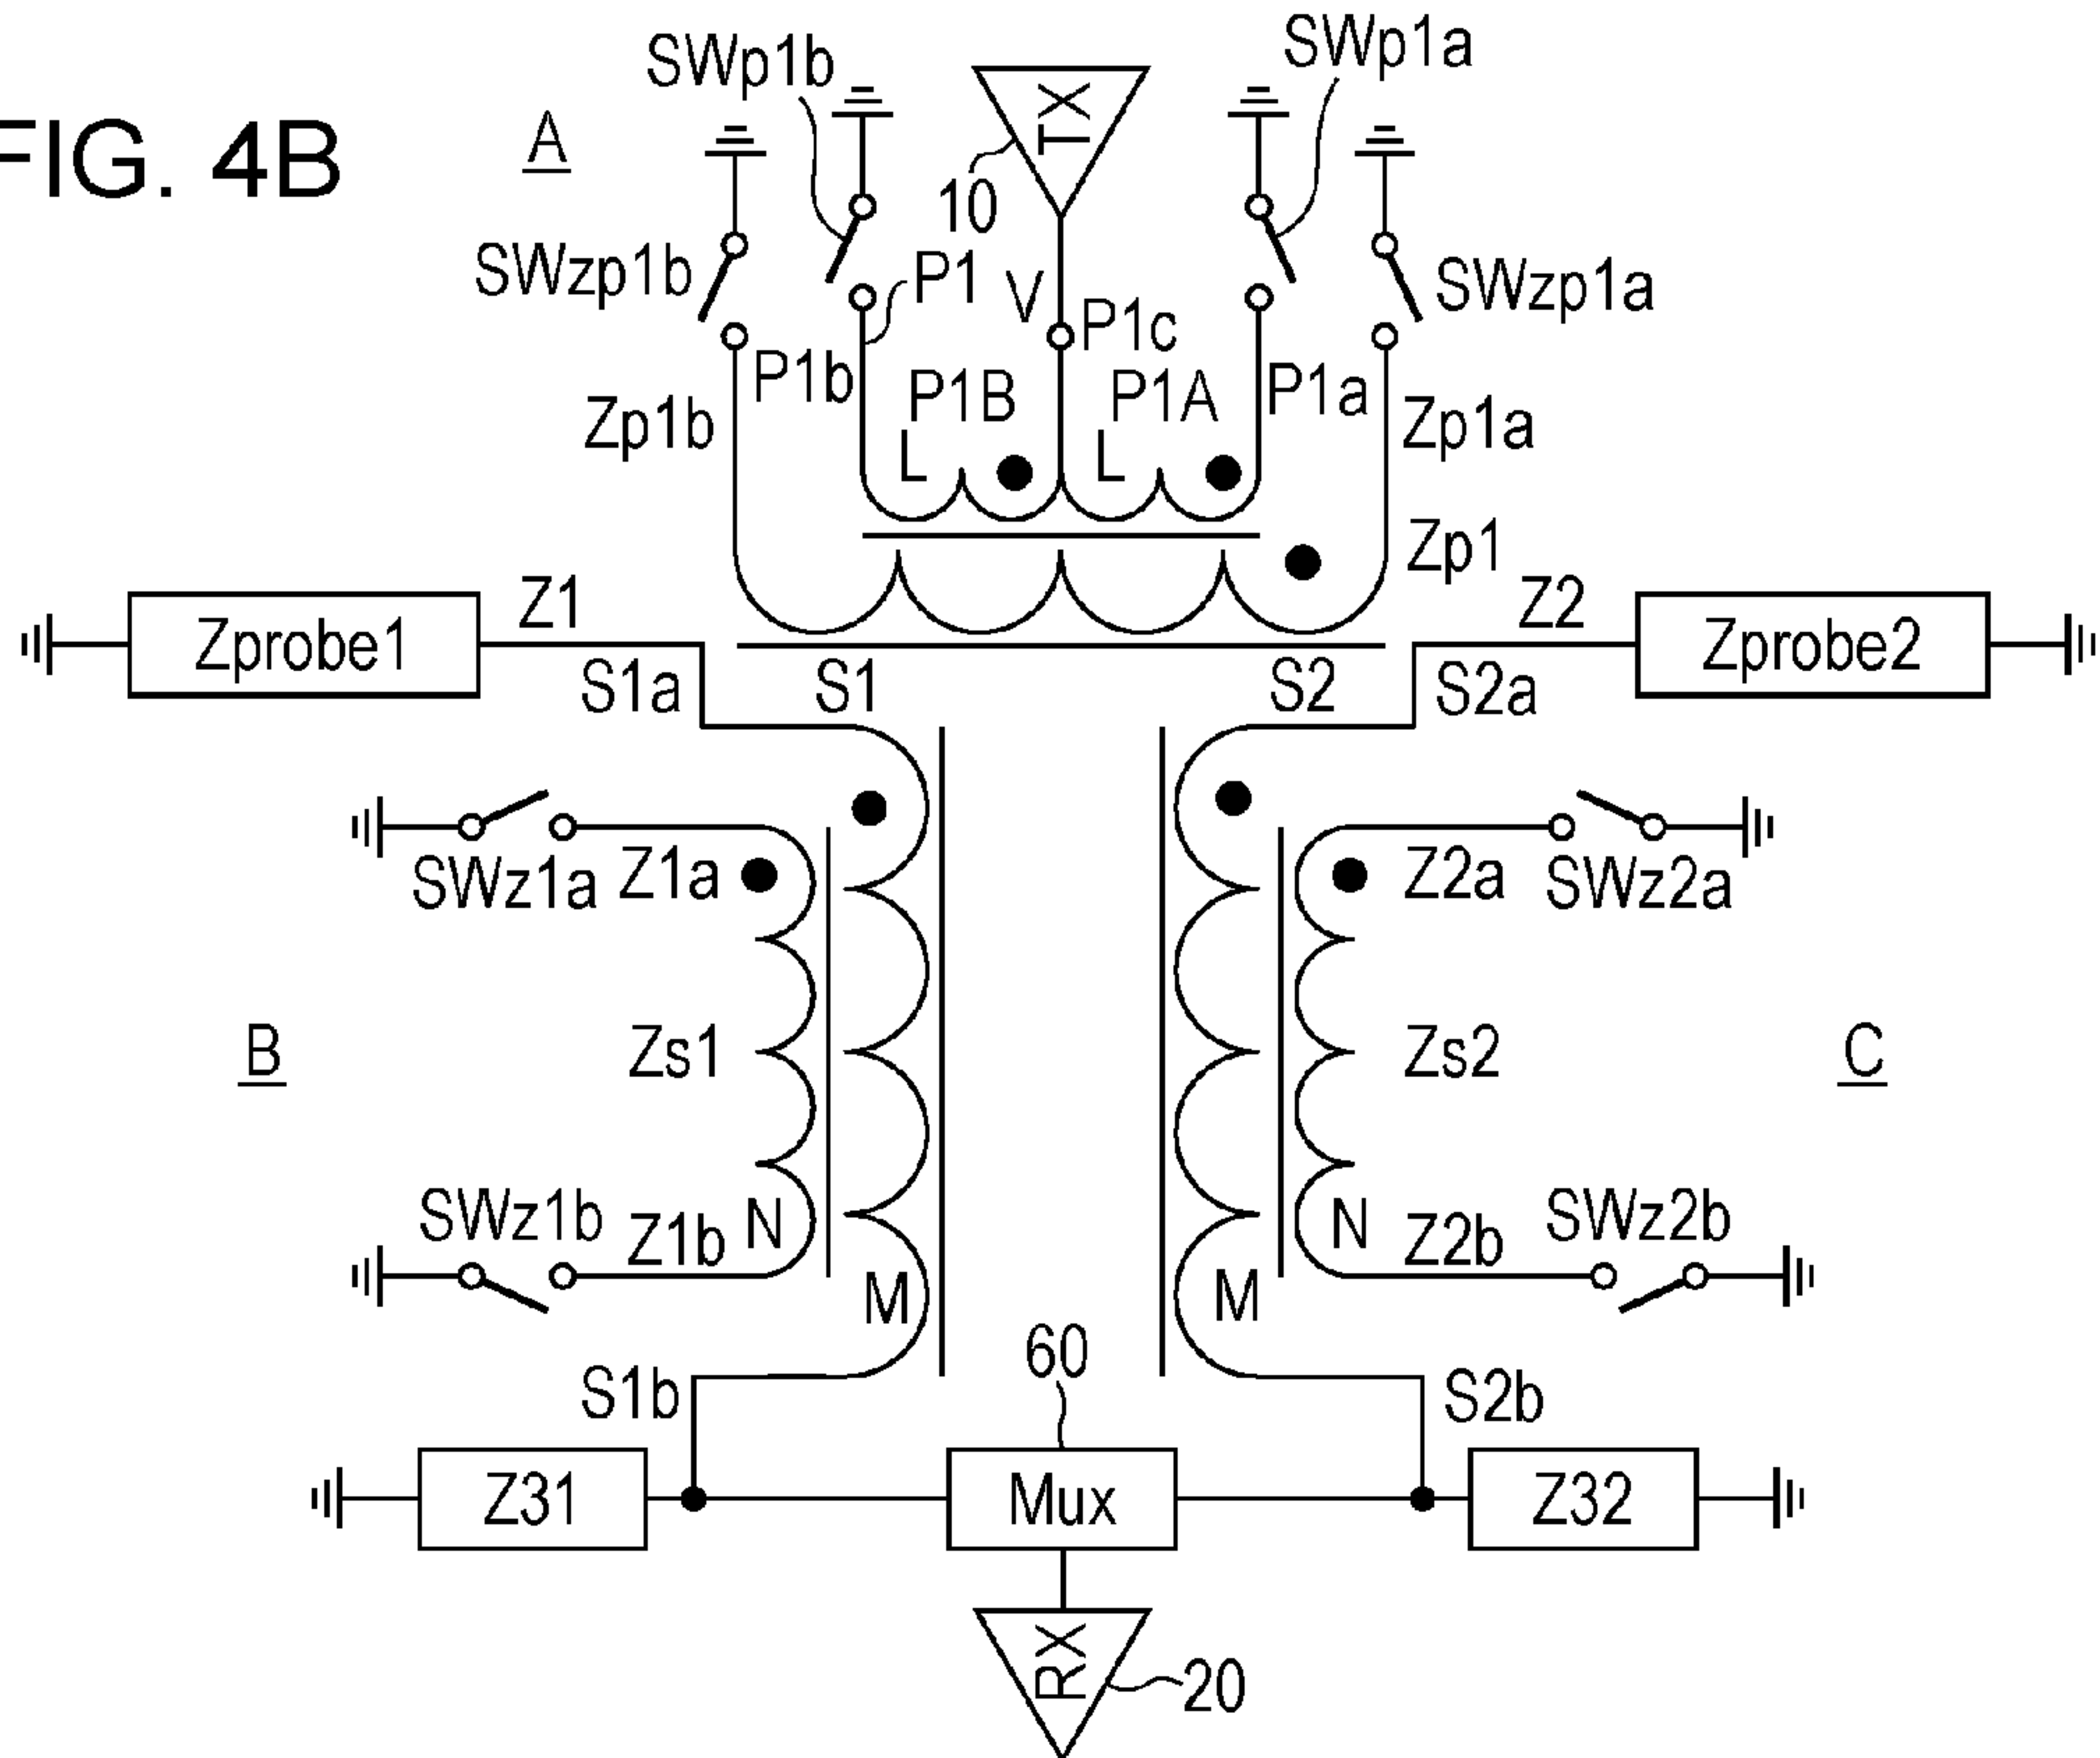 FIG. 4B
A
SWp1b
TX
SWp1a
10
SWzp1b
P1
V
P1c
SWzp1a
P1b
P1B
P1A
P1a
Zp1b
L
L
Zp1a
Zp1
Zprobe1
Z1
Z2
Zprobe2
S1a
S1
S2
S2a
SWz1a
Z1a
Z2a
SWz2a
B
Zs1
Zs2
C
SWz1b
Z1b
N
N
Z2b
SWz2b
M
M
60
S1b
S2b
Z31
Mux
Z32
RX
20